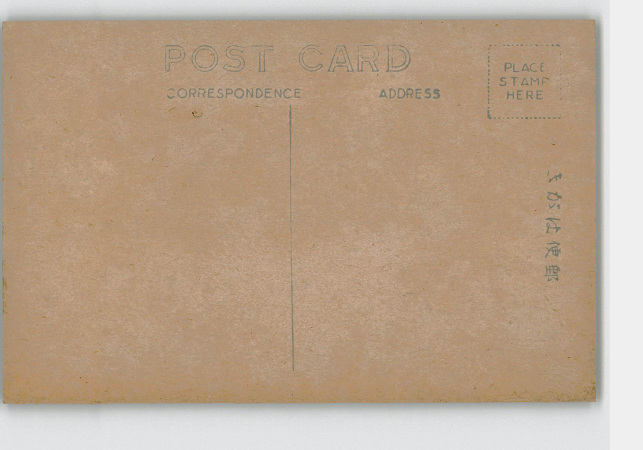 POST CARD
CORRESPONDENCE
ADDRESS
PLACE
STAMP
HERE
きがは便郵